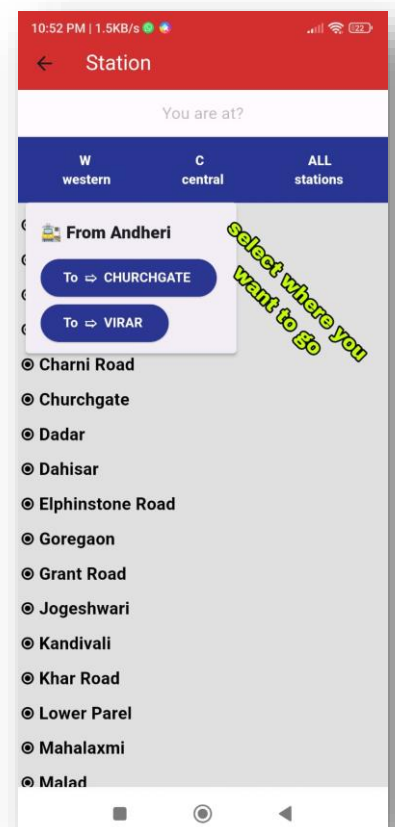 10:52 PM | 1.5KB/s
22
Station
You are at?
W
western
C
central
ALL
stations
From Andheri
To ⇨ CHURCHGATE
To ⇨ VIRAR
select where you
want to go
Charni Road
Churchgate
Dadar
Dahisar
Elphinstone Road
Goregaon
Grant Road
Jogeshwari
Kandivali
Khar Road
Lower Parel
Mahalaxmi
Malad